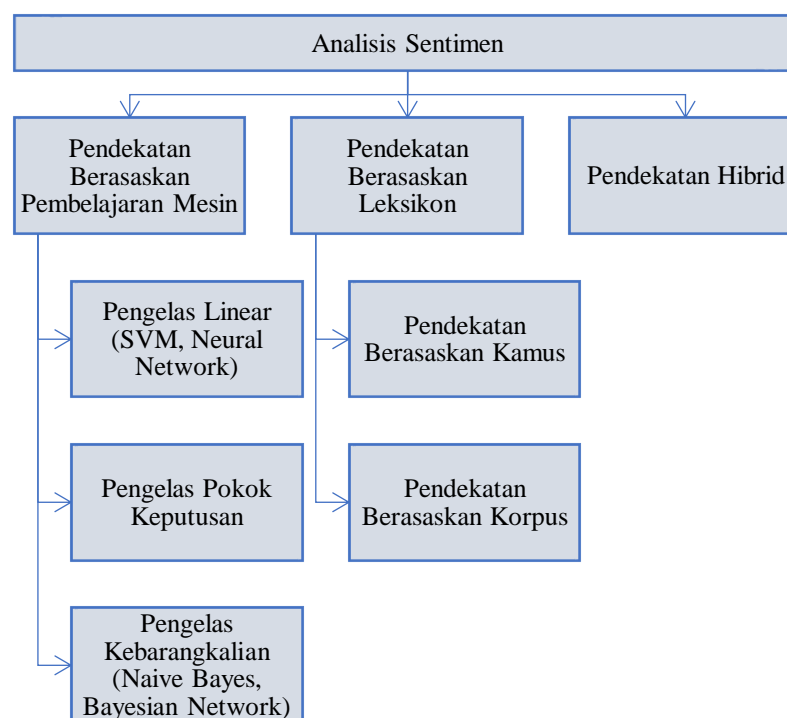 Analisis Sentimen
Pendekatan
Berasaskan
Pembelajaran Mesin
Pendekatan
Berasaskan
Leksikon
Pendekatan Hibrid
Pengelas Linear
(SVM, Neural
Network)
Pendekatan
Berasaskan Kamus
Pengelas Pokok
Keputusan
Pendekatan
Berasaskan Korpus
Pengelas
Kebarangkalian
(Naive Bayes,
Bayesian Network)